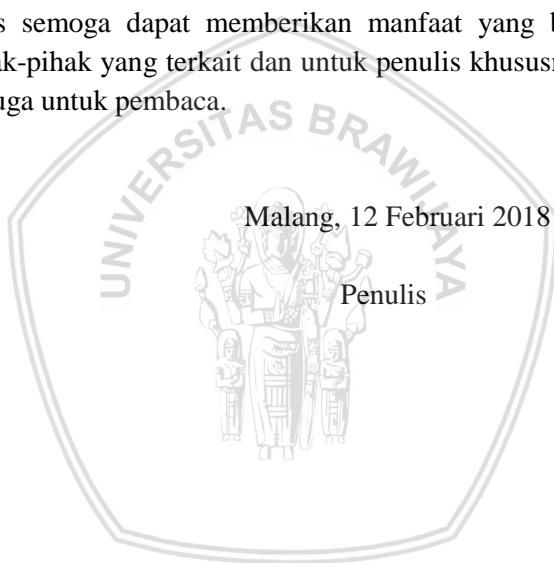 s semoga dapat memberikan manfaat yang b
ak-pihak yang terkait dan untuk penulis khususn
uga untuk pembaca.
UNIVERSITAS BRAWIJAYA
Malang, 12 Februari 2018
Penulis